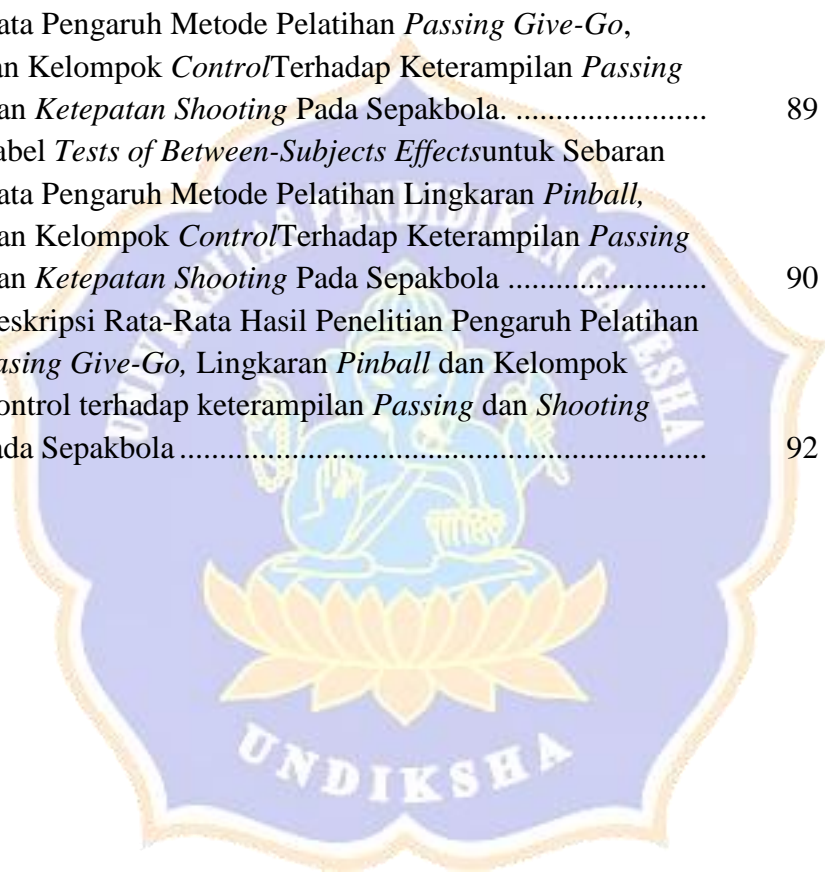 ata Pengaruh Metode Pelatihan Passing Give-Go,
an Kelompok ControlTerhadap Keterampilan Passing
an Ketepatan Shooting Pada Sepakbola. ........................ 89
abel Tests of Between-Subjects Effectsuntuk Sebaran
ata Pengaruh Metode Pelatihan Lingkaran Pinball,
an Kelompok ControlTerhadap Keterampilan Passing
an Ketepatan Shooting Pada Sepakbola ......................... 90
eskripsi Rata-Rata Hasil Penelitian Pengaruh Pelatihan
asing Give-Go, Lingkaran Pinball dan Kelompok
ontrol terhadap keterampilan Passing dan Shooting
ada Sepakbola .................................................................. 92
UNIVERSITAS PENDIDIKAN GANESHA
UNDIKSHA